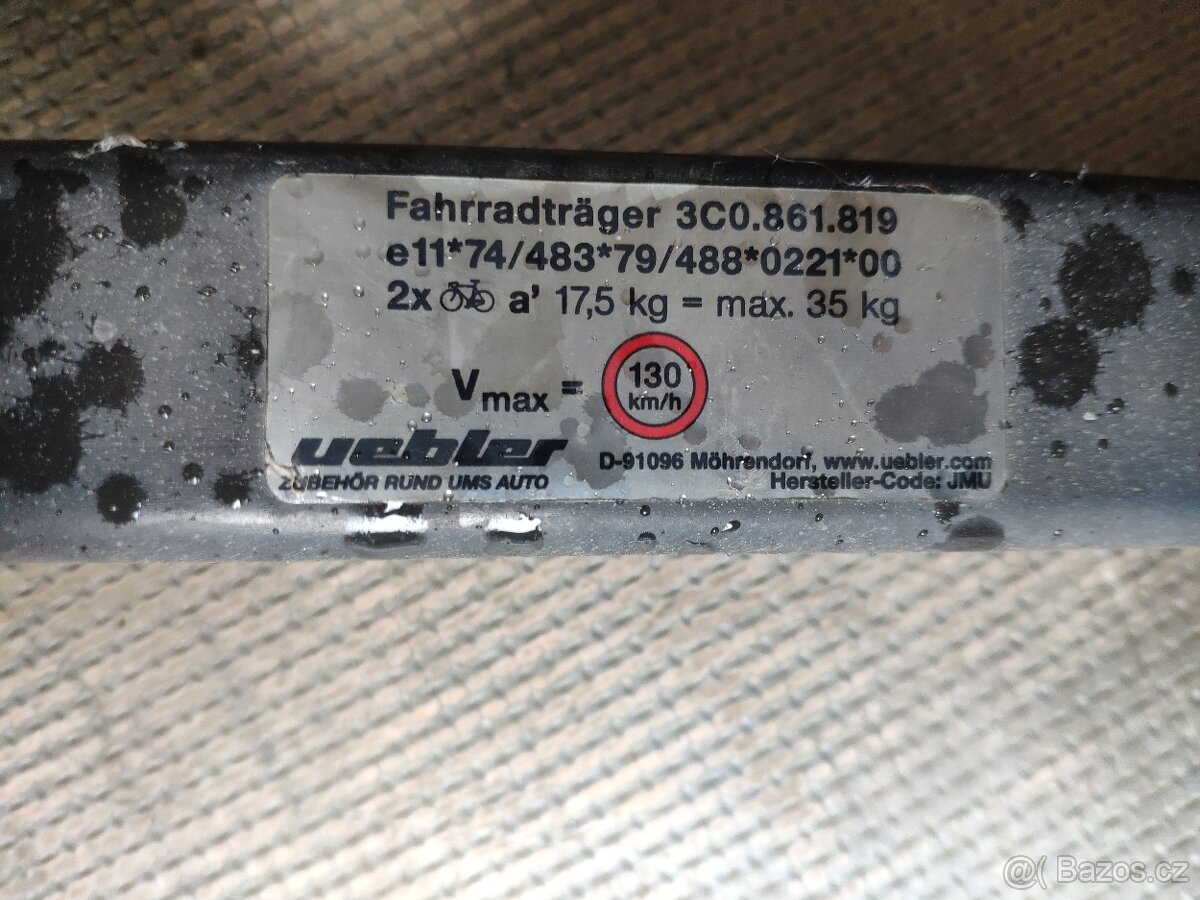 Fahrradträger 3C0.861.819
e11*74/483*79/488*0221*00
2x a' 17,5 kg = max. 35 kg
Vmax = 130 km/h
uebler
ZUBEHÖR RUND UMS AUTO
D-91096 Möhrendorf, www.uebler.com
Hersteller-Code: JMU
@( Bazos.cz